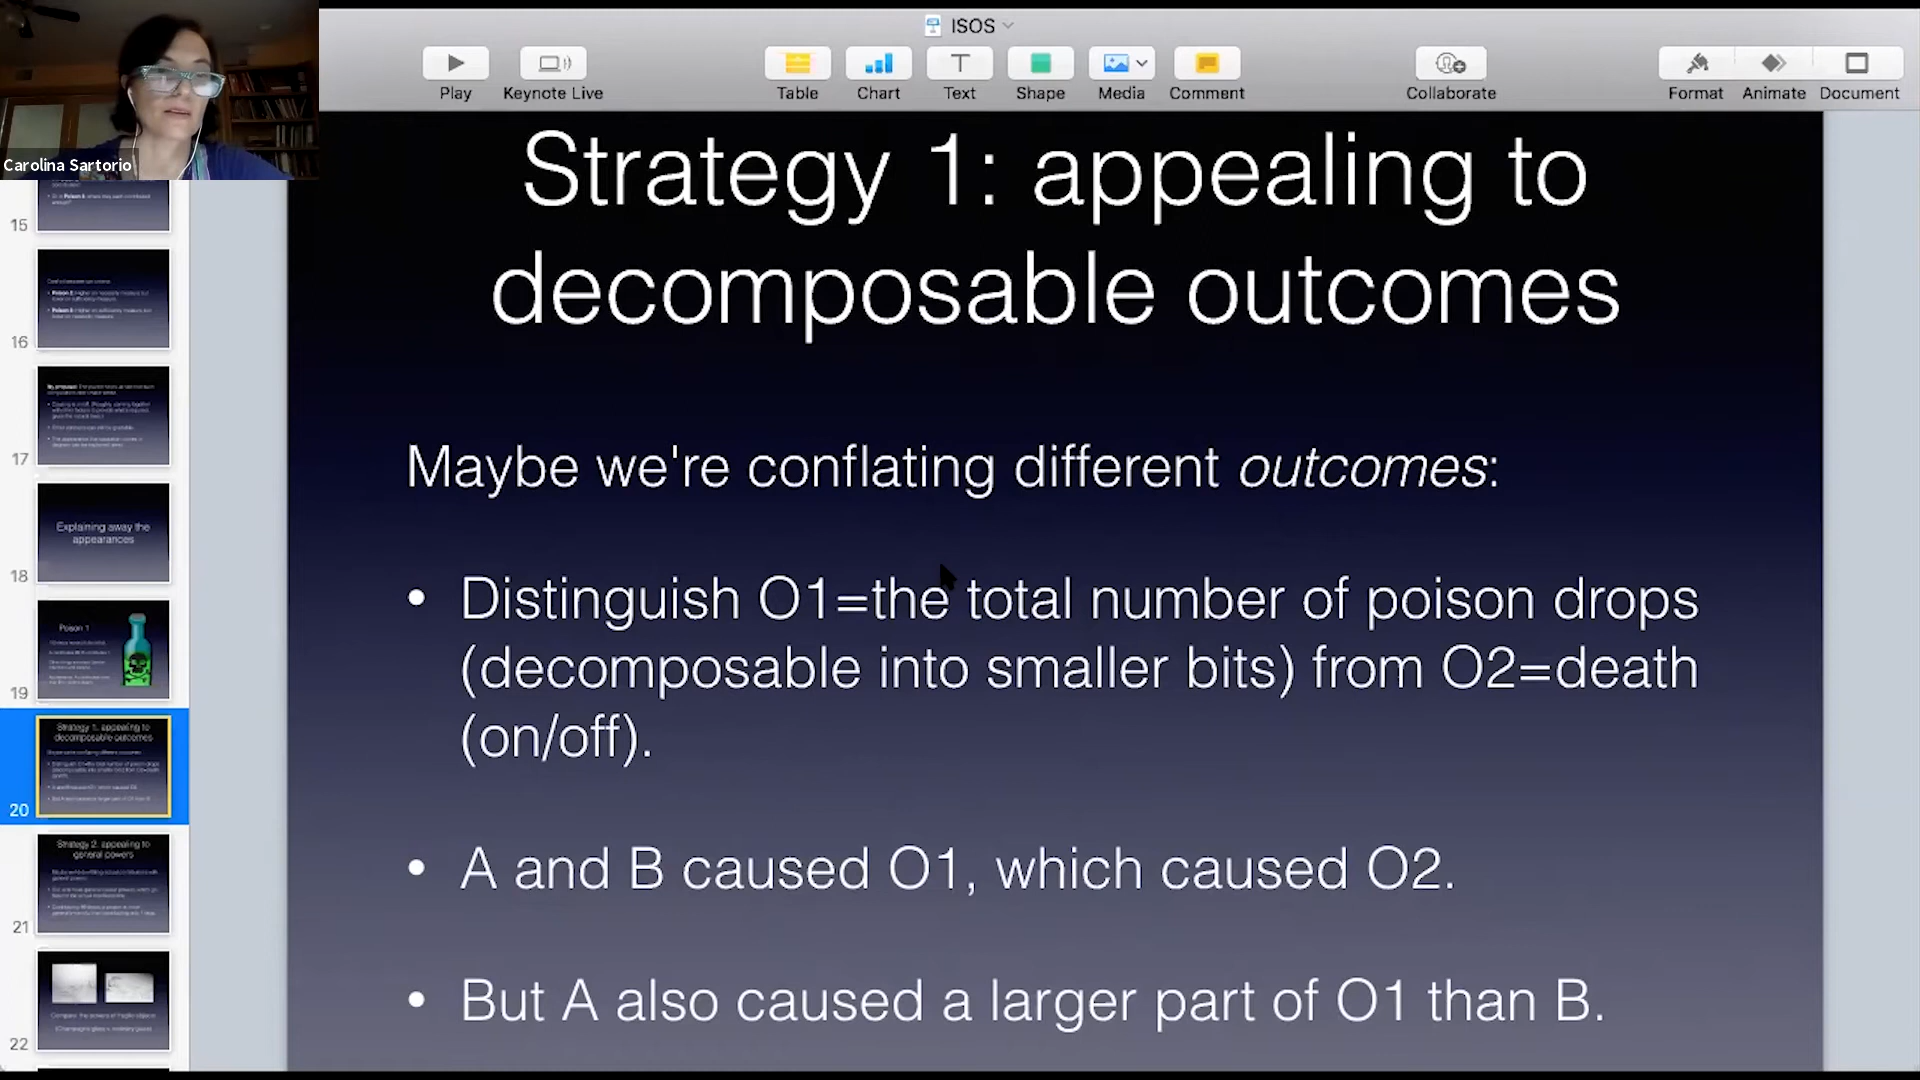 ISOS
Play
Keynote Live
Table
Chart
Text
Shape
Media
Comment
Collaborate
Format
Animate
Document
Carolina Sartorio
15
16
17
18
Explaining away the
appearances
19
Poison 1
20
Strategy 1: appealing to
decomposable outcomes
21
Strategy 2: appealing to
general powers
22
Strategy 1: appealing to
decomposable outcomes
Maybe we're conflating different outcomes:
• Distinguish O1=the total number of poison drops
(decomposable into smaller bits) from O2=death
(on/off).
• A and B caused O1, which caused O2.
• But A also caused a larger part of O1 than B.